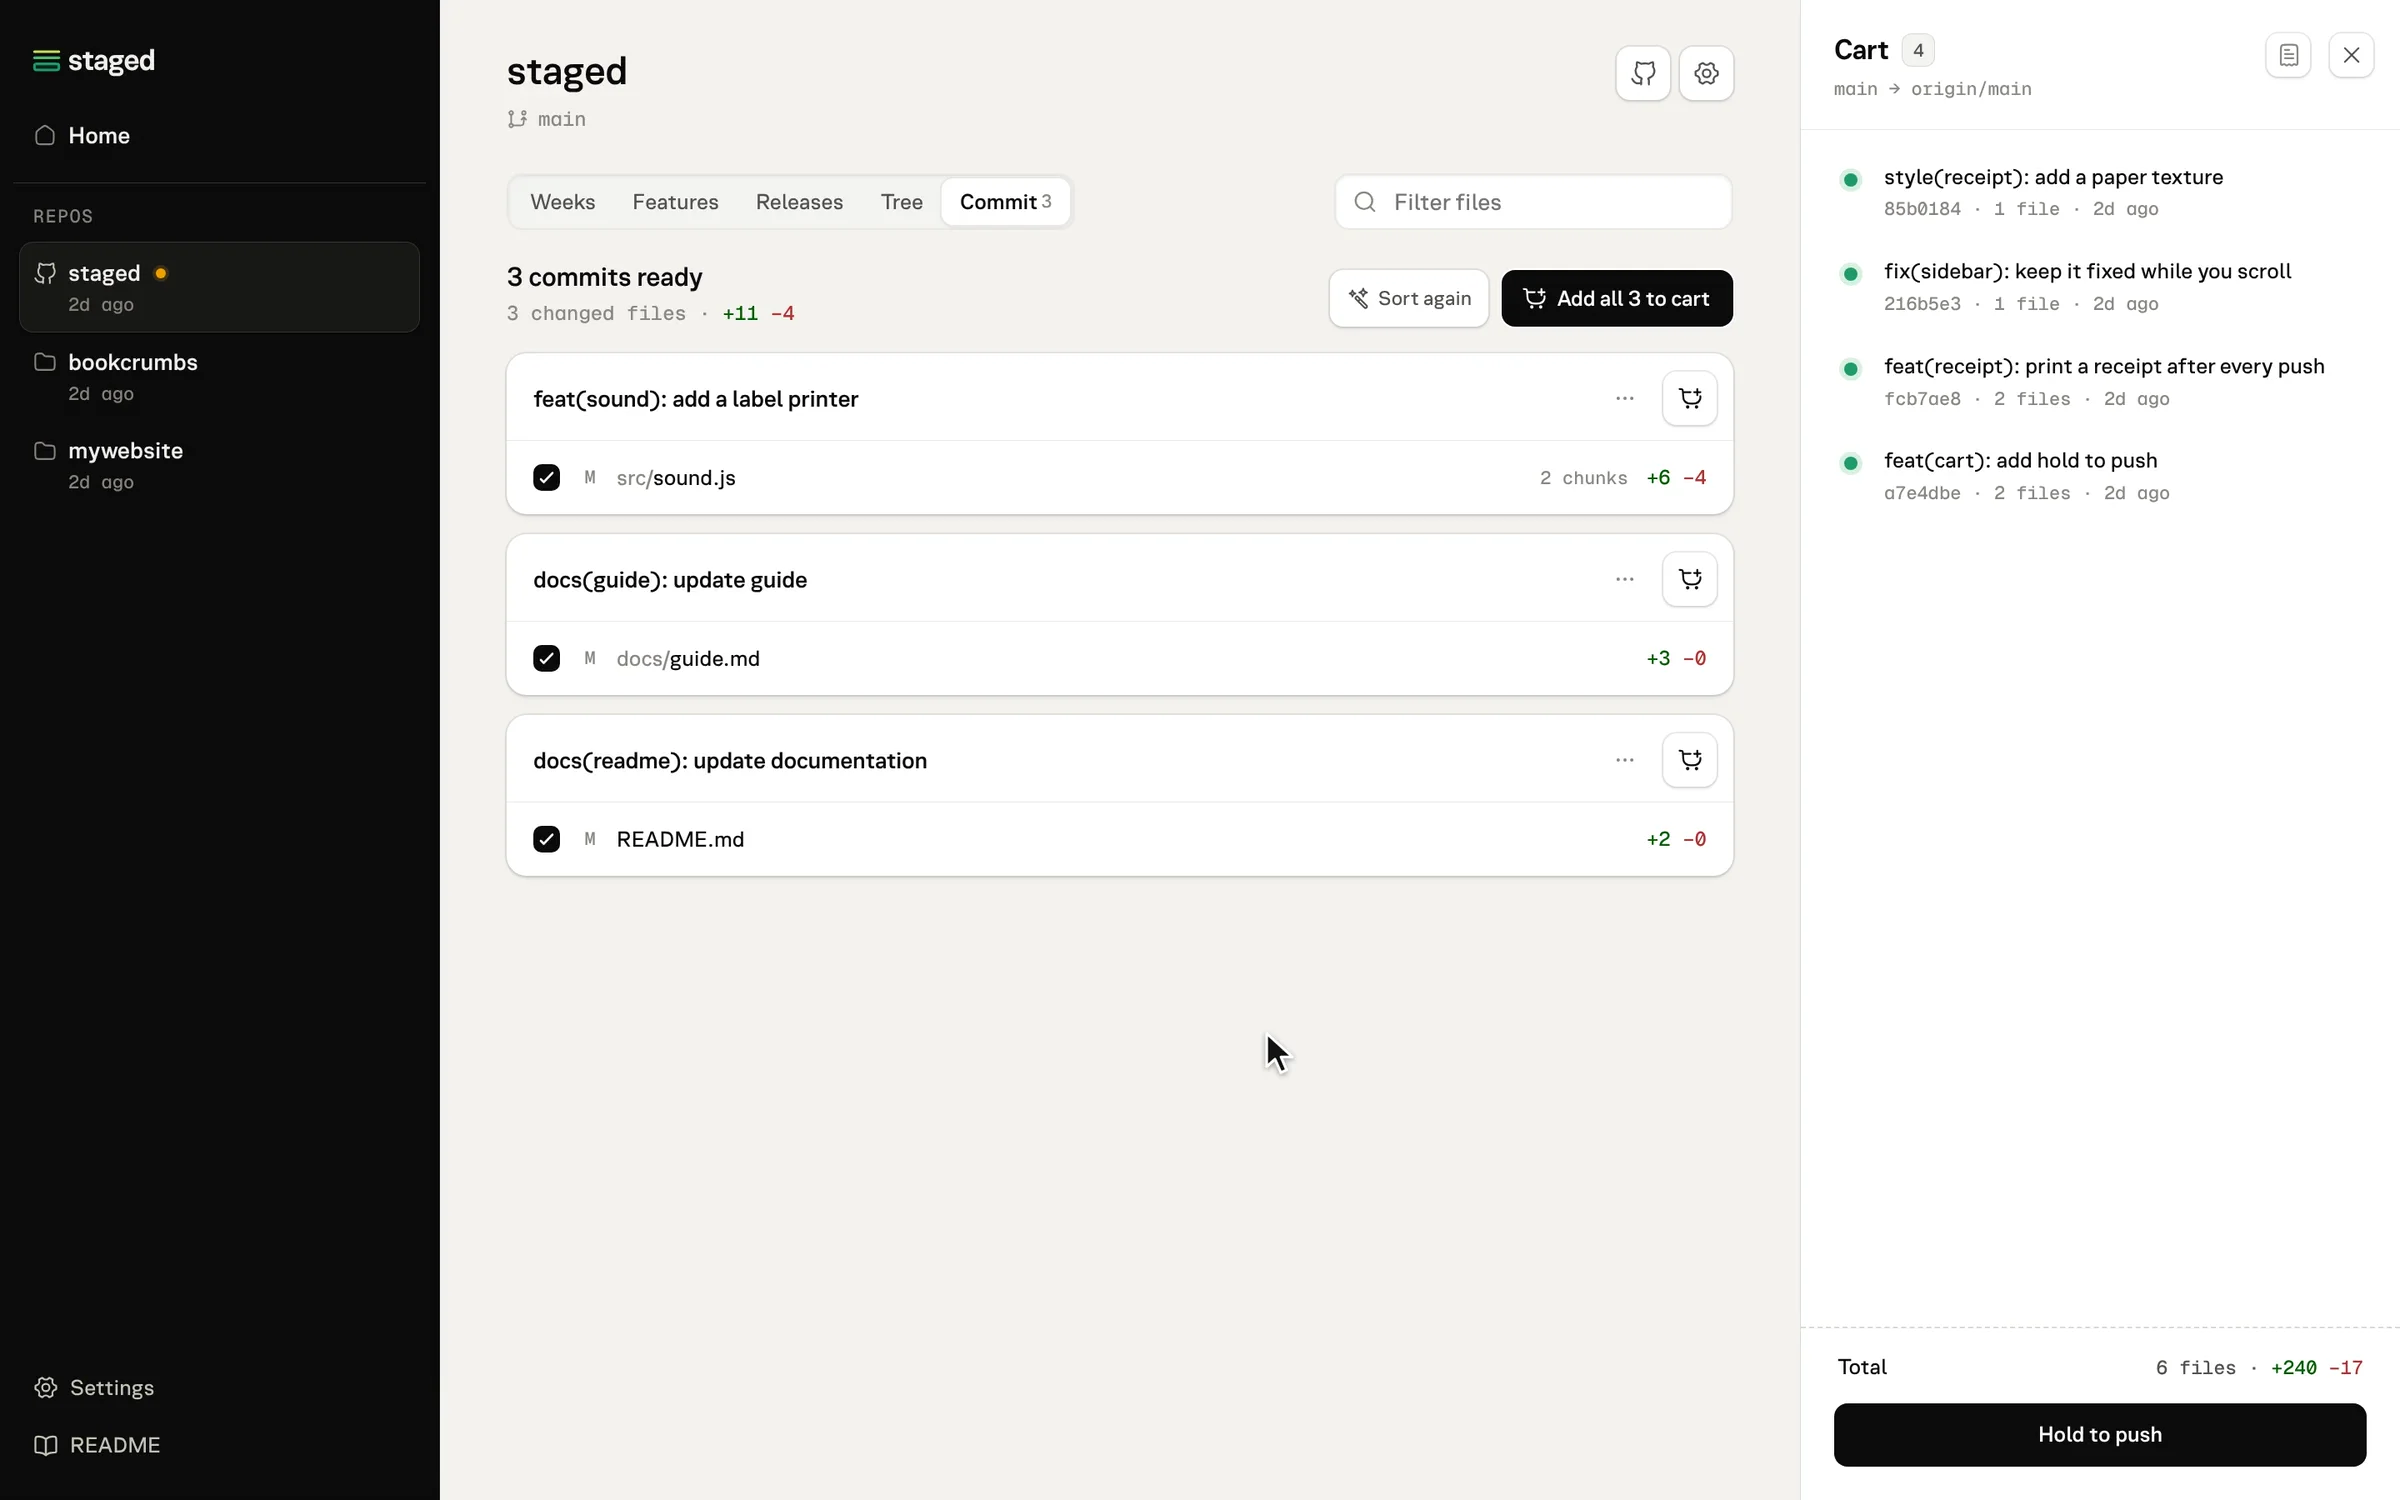 staged
Home
REPOS
staged
2d ago
bookcrumbs
2d ago
mywebsite
2d ago
Settings
README
staged
main
Weeks
Features
Releases
Tree
Commit 3
Filter files
3 commits ready
3 changed files · +11 −4
Sort again
Add all 3 to cart
feat(sound): add a label printer
M src/sound.js 2 chunks +6 −4
docs(guide): update guide
M docs/guide.md +3 −0
docs(readme): update documentation
M README.md +2 −0
Cart 4
main → origin/main
style(receipt): add a paper texture
85b0184 · 1 file · 2d ago
fix(sidebar): keep it fixed while you scroll
216b5e3 · 1 file · 2d ago
feat(receipt): print a receipt after every push
fcb7ae8 · 2 files · 2d ago
feat(cart): add hold to push
a7e4dbe · 2 files · 2d ago
Total 6 files · +240 −17
Hold to push